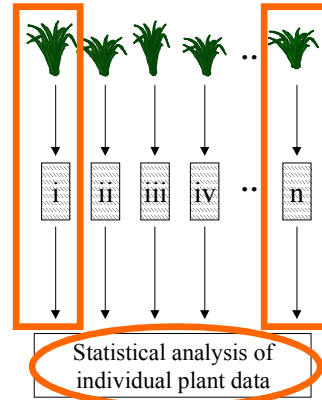 ..
i ii iii iv .. n
Statistical analysis of
individual plant data